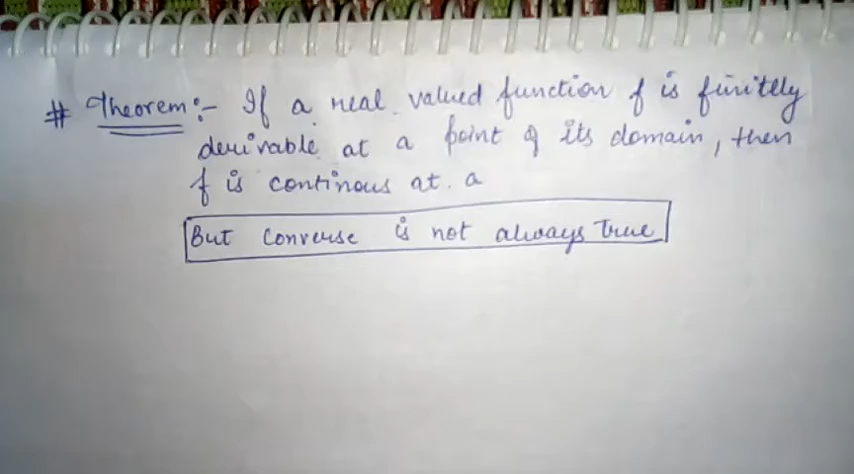 # Theorem:- If a real valued function f is finitely
derivable at a point of its domain, then
f is continous at a
But converse is not always true